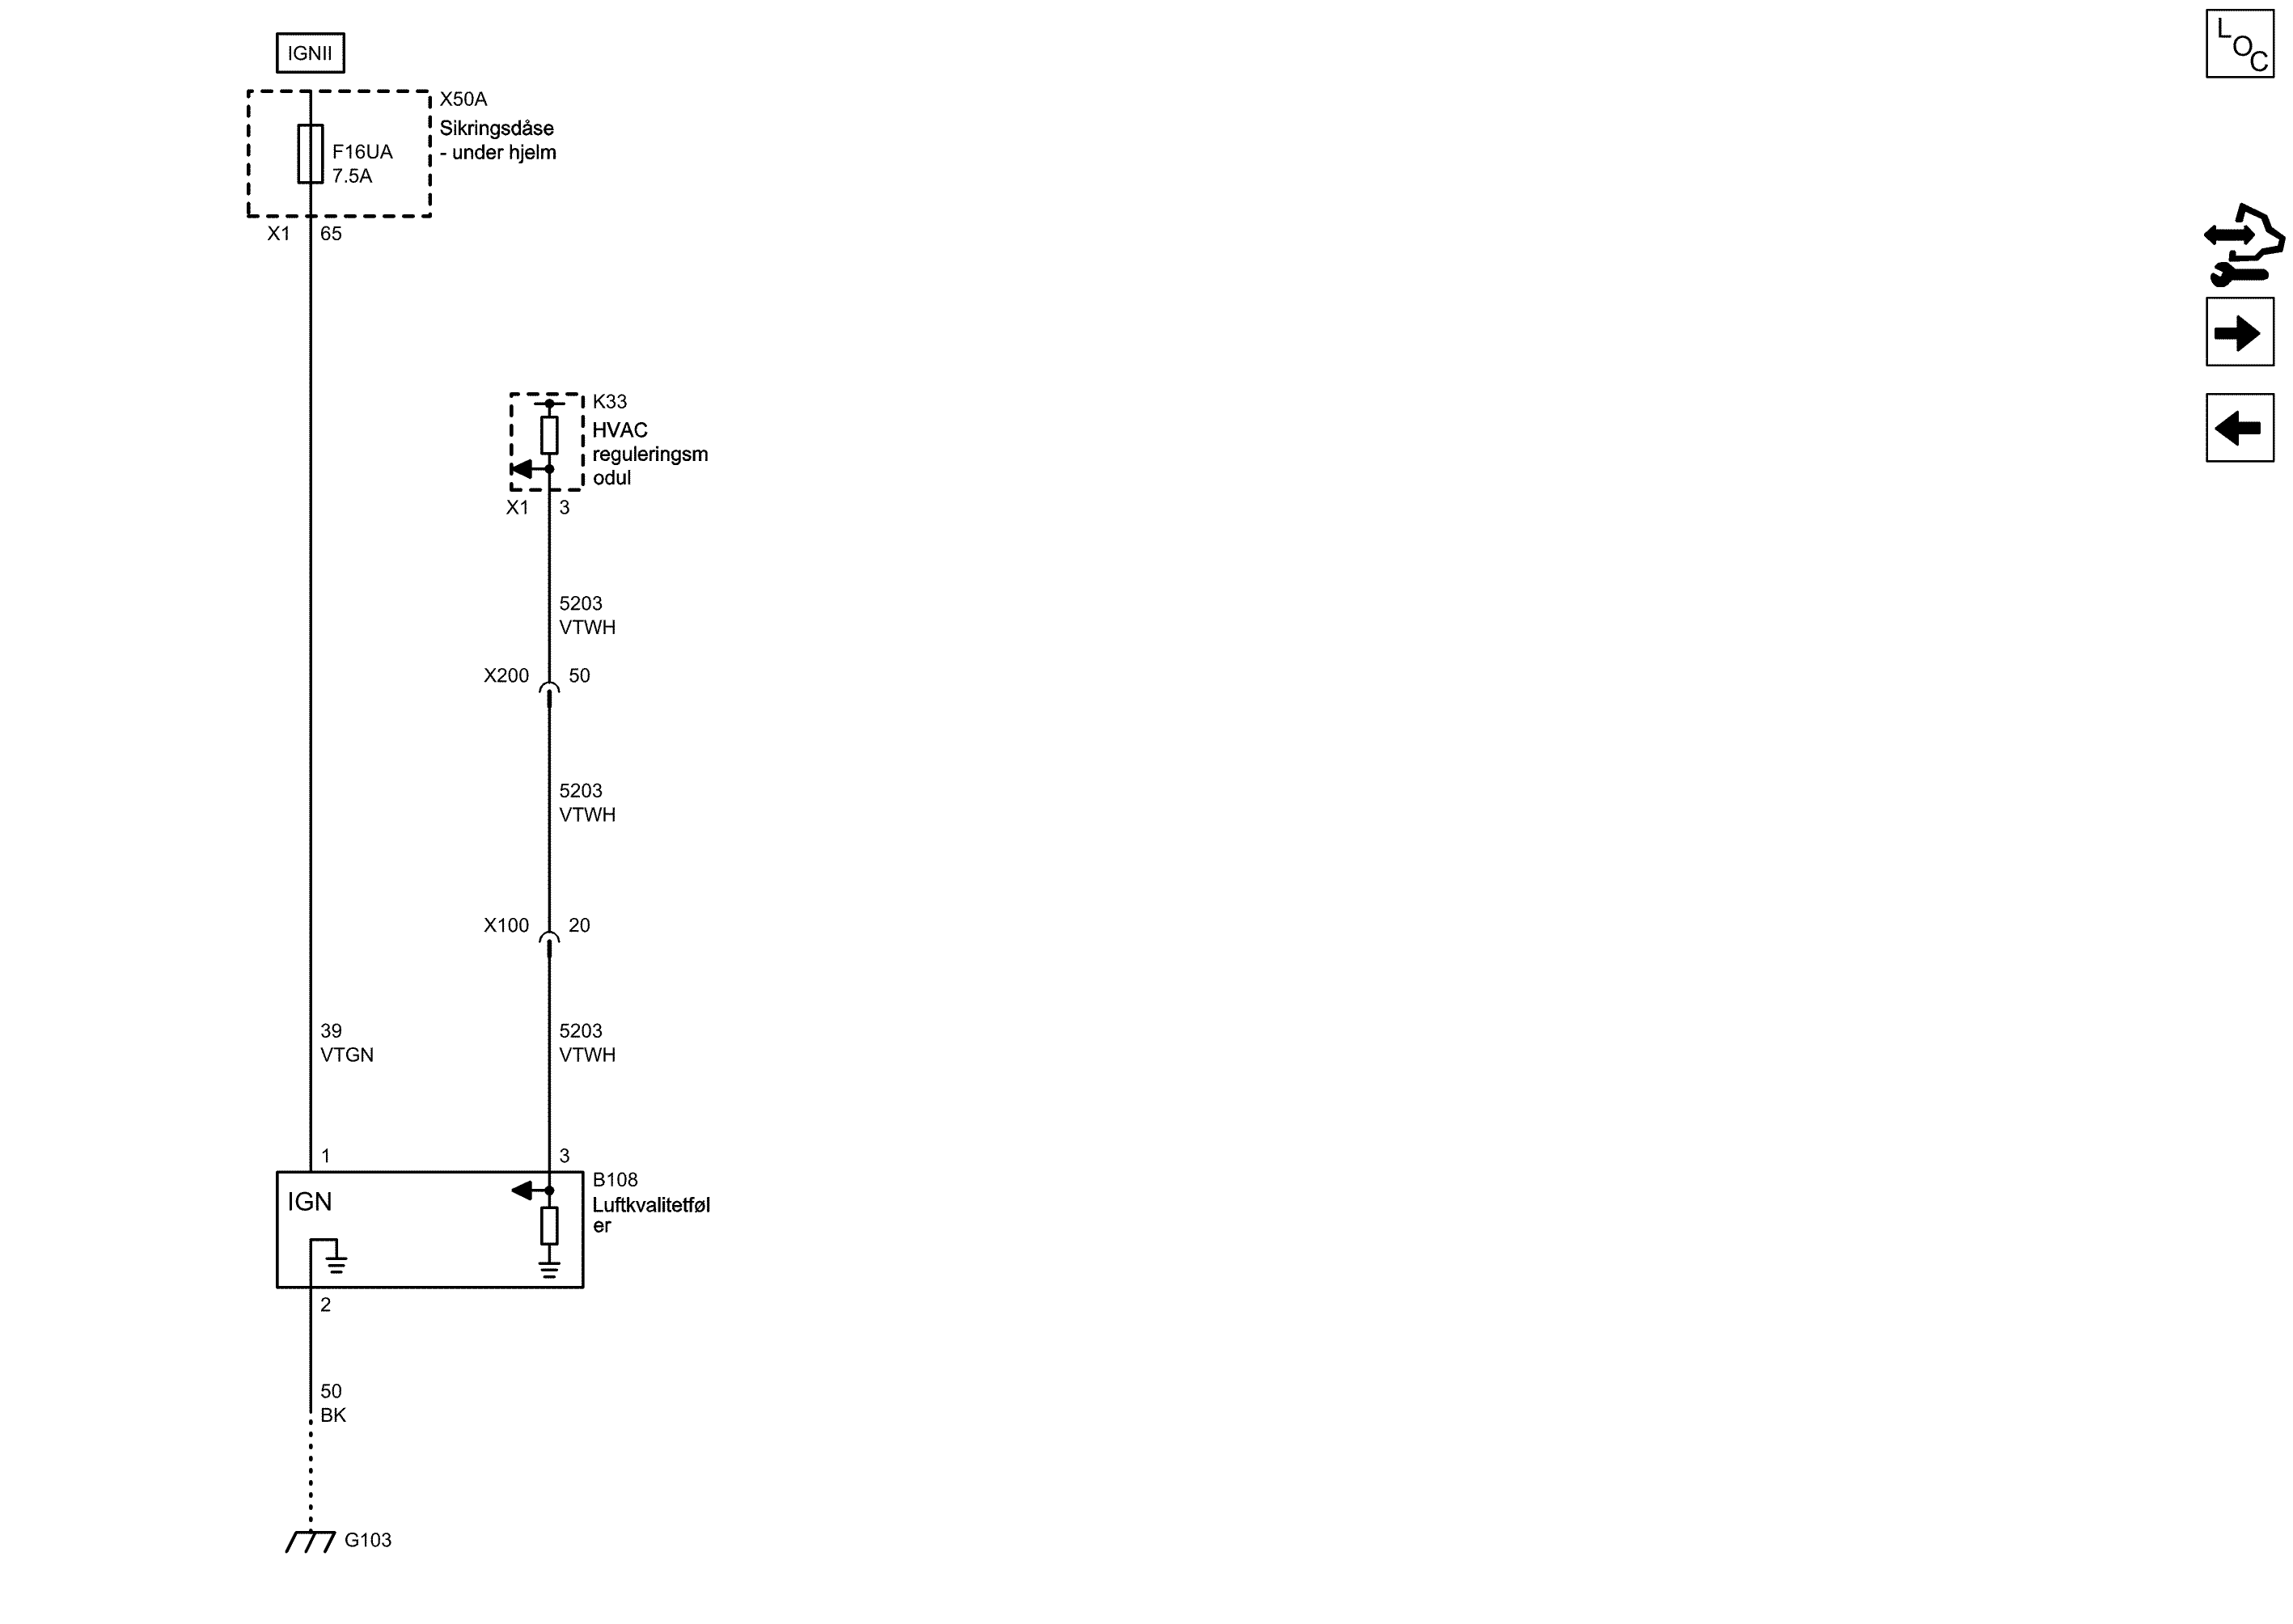 IGNII
X50A
Sikringsdåse
- under hjelm
F16UA
7.5A
X1 65
K33
HVAC
reguleringsm
odul
X1 3
5203
VTWH
X200 50
5203
VTWH
X100 20
39
VTGN
5203
VTWH
1
3
B108
Luftkvalitetføl
er
IGN
2
50
BK
G103
LOC